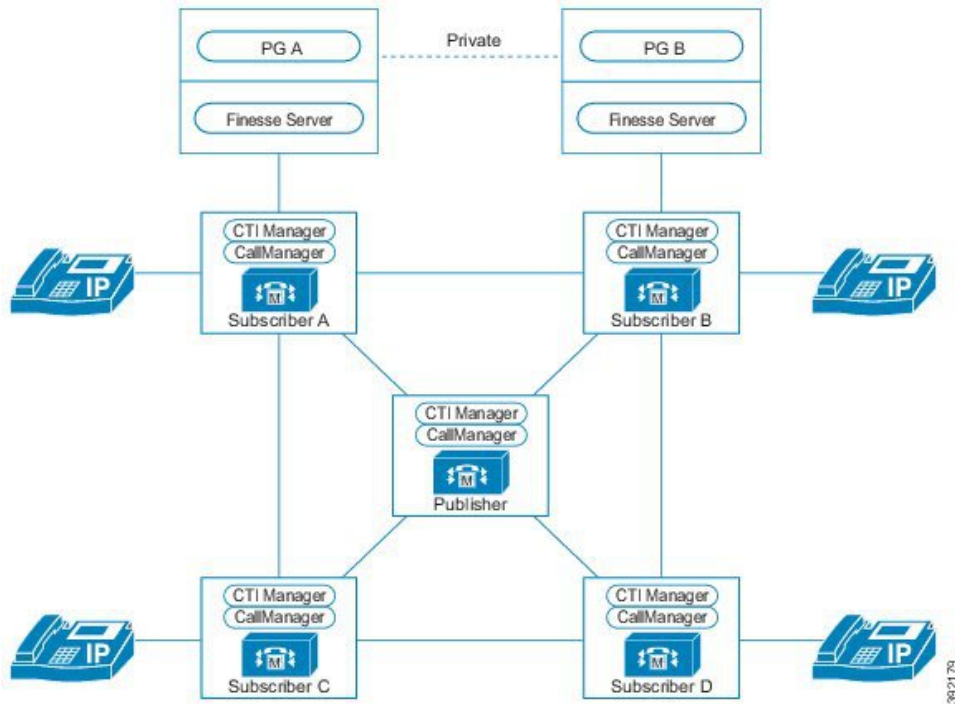 PG A
Private
PG B
Finesse Server
Finesse Server
CTI Manager
CallManager
M
Subscriber A
CTI Manager
CallManager
M
Subscriber B
IP
IP
CTI Manager
CallManager
M
Publisher
CTI Manager
CallManager
M
Subscriber C
CTI Manager
CallManager
M
Subscriber D
IP
IP
392179